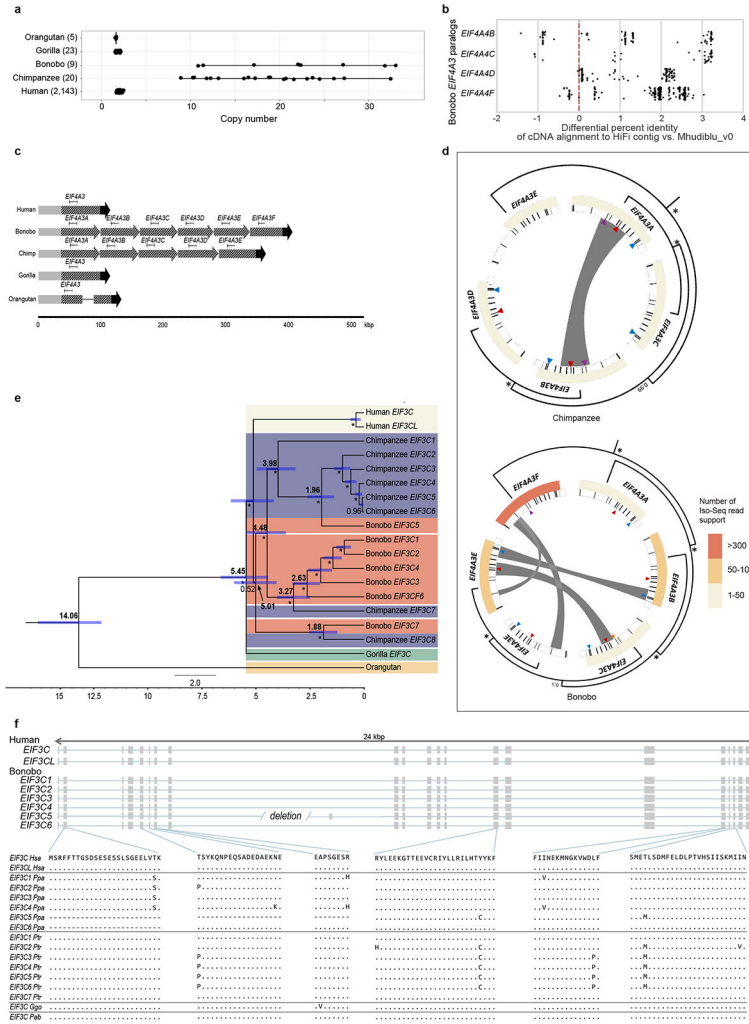 a
Orangutan (5)
Gorilla (23)
Bonobo (9)
Chimpanzee (20)
Human (2,143)
0 10 20 30
Copy number
b
Bonobo EIF4A3 paralogs
EIF4A4B
EIF4A4C
EIF4A4D
EIF4A4F
-2 -1 0 1 2 3 4
Differential percent identity
of cDNA alignment to HiFi contig vs. Mhudiblu_v0
c
EIF4A3
Human
EIF4A3A EIF4A3B EIF4A3C EIF4A3D EIF4A3E EIF4A3F
Bonobo
EIF4A3A EIF4A3B EIF4A3C EIF4A3D EIF4A3E
Chimp
EIF4A3
Gorilla
EIF4A3
Orangutan
0 100 200 300 400 500 kbp
d
EIF4A3E
EIF4A3A
*
*
EIF4A3D
EIF4A3C
EIF4A3B
*
0.99
Chimpanzee
EIF4A3F
EIF4A3A
*
EIF4A3E
EIF4A3B
EIF4A3E
EIF4A3C
*
*
Bonobo
Number of
Iso-Seq read
support
>300
50-10
1-50
e
Human EIF3C
Human EIF3CL
Chimpanzee EIF3C1
3.98
Chimpanzee EIF3C2
Chimpanzee EIF3C3
Chimpanzee EIF3C4
1.96
Chimpanzee EIF3C5
0.96
Chimpanzee EIF3C6
Bonobo EIF3C5
4.48
Bonobo EIF3C1
Bonobo EIF3C2
Bonobo EIF3C4
5.45
2.63
Bonobo EIF3C3
0.52
3.27
Bonobo EIF3CF6
5.01
Chimpanzee EIF3C7
1.88
Bonobo EIF3C7
14.06
Chimpanzee EIF3C8
Gorilla EIF3C
Orangutan
2.0
15 12.5 10 7.5 5 2.5 0
f
Human
24 kbp
EIF3C
EIF3CL
Bonobo
EIF3C1
EIF3C2
EIF3C3
EIF3C4
EIF3C5 // deletion //
EIF3C6
EIF3C Hsa MSRFFTTGSDSESESSLSGEELVTK TSYKQNPEQSADEDAEKNE EAPSGESR RYLEEKGTTEEVCRIYLLRILHTYYKF FIINEKMNGKVWDLF SMETLSDMFELDLPTVHSIISKMIIN
EIF3CL Hsa
EIF3C1 Ppa S H V
EIF3C2 Ppa S P
EIF3C3 Ppa S
EIF3C4 Ppa S K H V
EIF3C5 Ppa C M
EIF3C6 Ppa
EIF3C1 Ptr
EIF3C2 Ptr H C M V
EIF3C3 Ptr P C P M
EIF3C4 Ptr P C P M
EIF3C5 Ptr P C P M
EIF3C6 Ptr P C P M
EIF3C7 Ptr
EIF3C Ggo V
EIF3C Pab